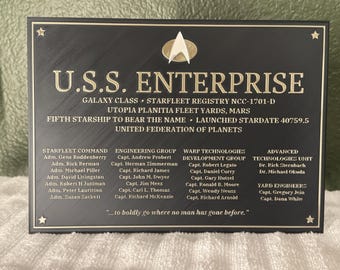 U.S.S. ENTERPRISE
GALAXY CLASS • STARFLEET REGISTRY NCC-1701-D
UTOPIA PLANITIA FLEET YARDS, MARS
FIFTH STARSHIP TO BEAR THE NAME • LAUNCHED STARDATE 40759.5
UNITED FEDERATION OF PLANETS
STARFLEET COMMAND
Adm. Gene Roddenberry
Adm. Rick Berman
Adm. Michael Piller
Adm. David Livingston
Adm. Robert H Justman
Adm. Peter Lauritson
Adm. Susan Sackett
ENGINEERING GROUP
Capt. Andrew Probert
Capt. Herman Zimmerman
Capt. Richard James
Capt. John M. Dwyer
Capt. Jim Mees
Capt. Carl L. Thomas
Capt. Richard McKenzie
WARP TECHNOLOGIES
DEVELOPMENT GROUP
Capt. Robert Legato
Capt. Daniel Curry
Capt. Gary Hutzel
Capt. Ronald B. Moore
Capt. Wendy Neuss
Capt. Richard Arnold
ADVANCED
TECHNOLOGIES UNIT
Dr. Rick Sternbach
Dr. Michael Okuda
YARD ENGINEERS
Capt. Gregory Jein
Capt. Dana White
"...to boldly go where no man has gone before."